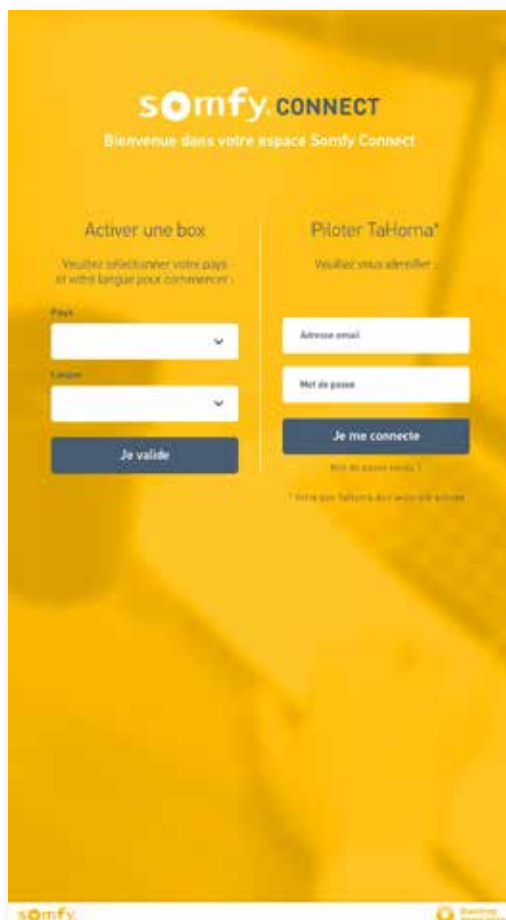 somfy. CONNECT
Bienvenue dans votre espace Somfy Connect
Activer une box
Veuillez sélectionner votre pays
et votre langue pour commencer :
Pays
Langue
Je valide
Piloter TaHoma*
Veuillez vous identifier :
Adresse email
Mot de passe
Je me connecte
Mot de passe perdu ?
somfy.